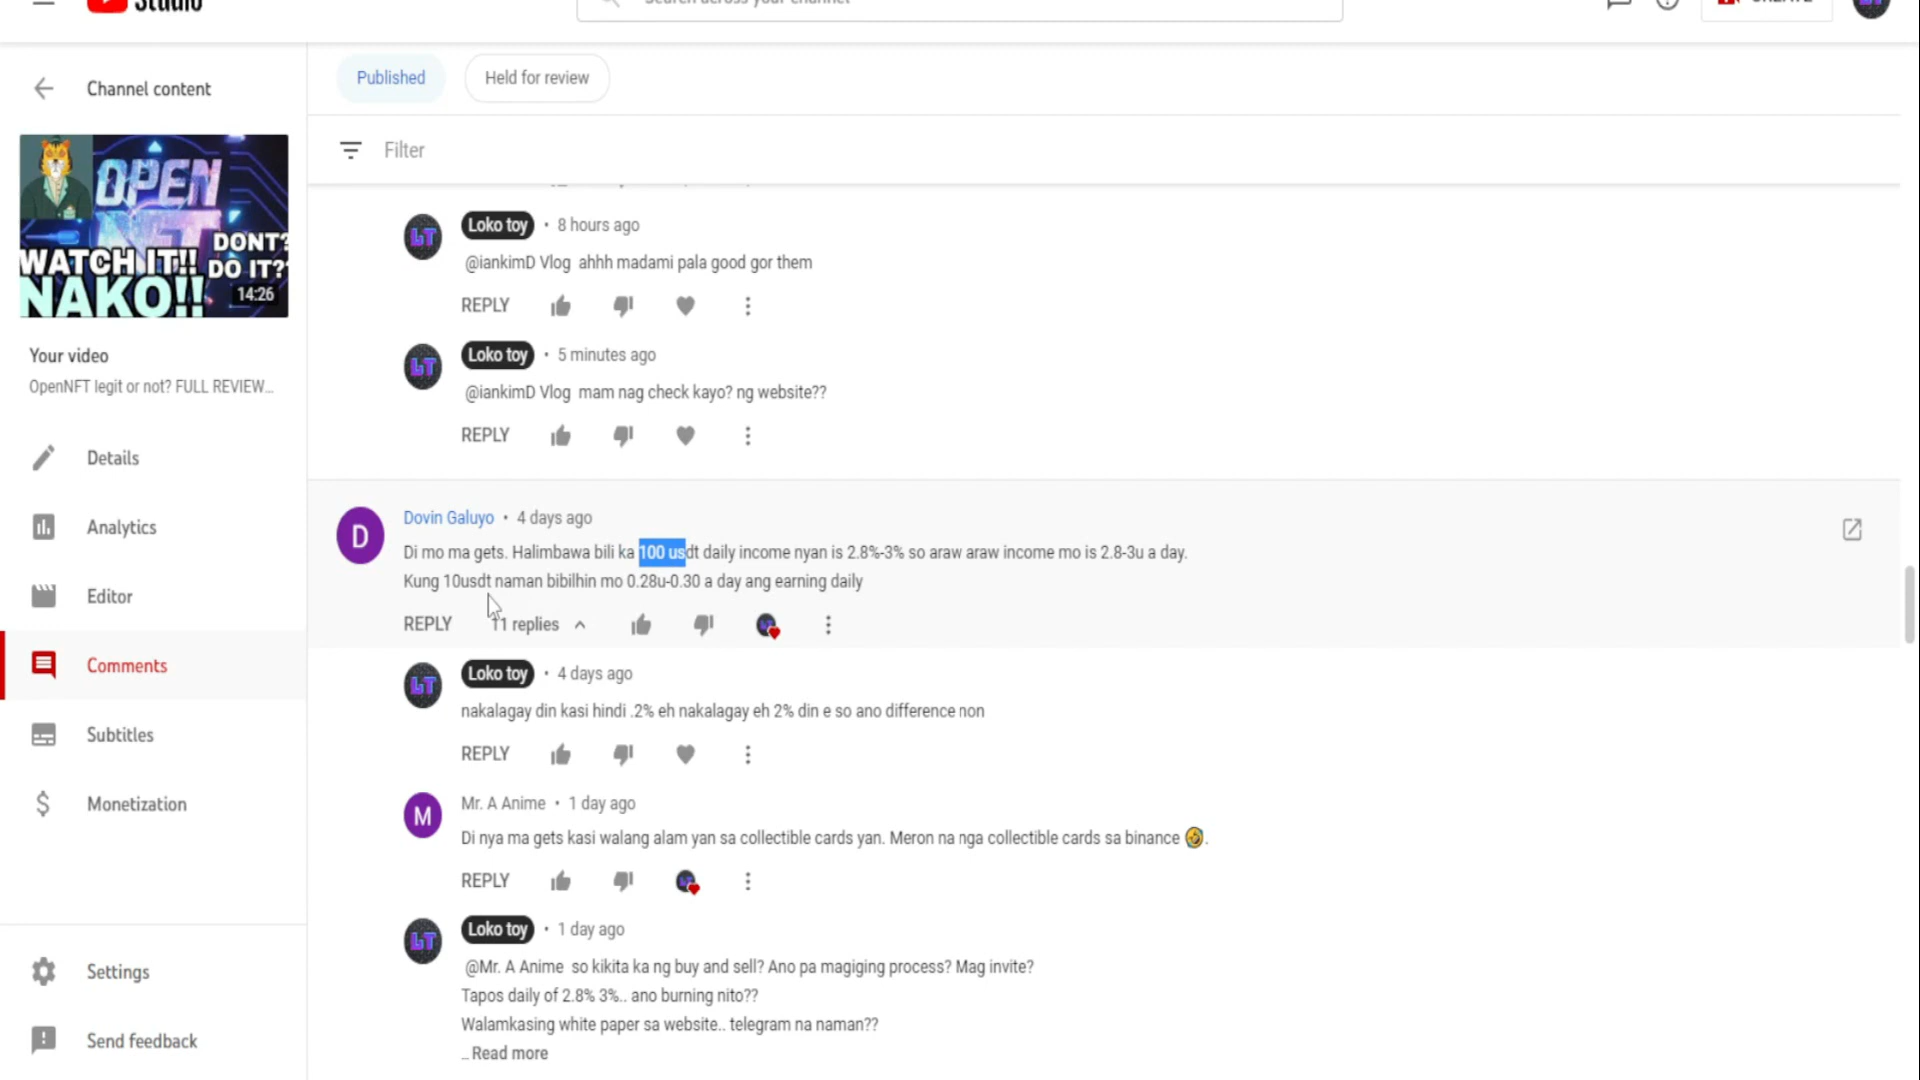 Studio
Search across your channel
CREATE
Channel content
Published
Held for review
Filter
OPEN
NFT
WATCH IT!!
DONT?
DO IT??
NAKO!!
14:26
Your video
OpenNFT legit or not? FULL REVIEW...
Details
Analytics
Editor
Comments
Subtitles
Monetization
Settings
Send feedback
Loko toy • 8 hours ago
@iankimD Vlog ahhh madami pala good gor them
REPLY
Loko toy • 5 minutes ago
@iankimD Vlog mam nag check kayo? ng website??
REPLY
D
Dovin Galuyo • 4 days ago
Di mo ma gets. Halimbawa bili ka 100 usdt daily income nyan is 2.8%-3% so araw araw income mo is 2.8-3u a day.
Kung 10usdt naman bibilhin mo 0.28u-0.30 a day ang earning daily
REPLY 11 replies
Loko toy • 4 days ago
nakalagay din kasi hindi .2% eh nakalagay eh 2% din e so ano difference non
REPLY
M
Mr. A Anime • 1 day ago
Di nya ma gets kasi walang alam yan sa collectible cards yan. Meron na nga collectible cards sa binance 🤣.
REPLY
Loko toy • 1 day ago
@Mr. A Anime so kikita ka ng buy and sell? Ano pa magiging process? Mag invite?
Tapos daily of 2.8% 3%.. ano burning nito??
Walamkasing white paper sa website.. telegram na naman??
... Read more